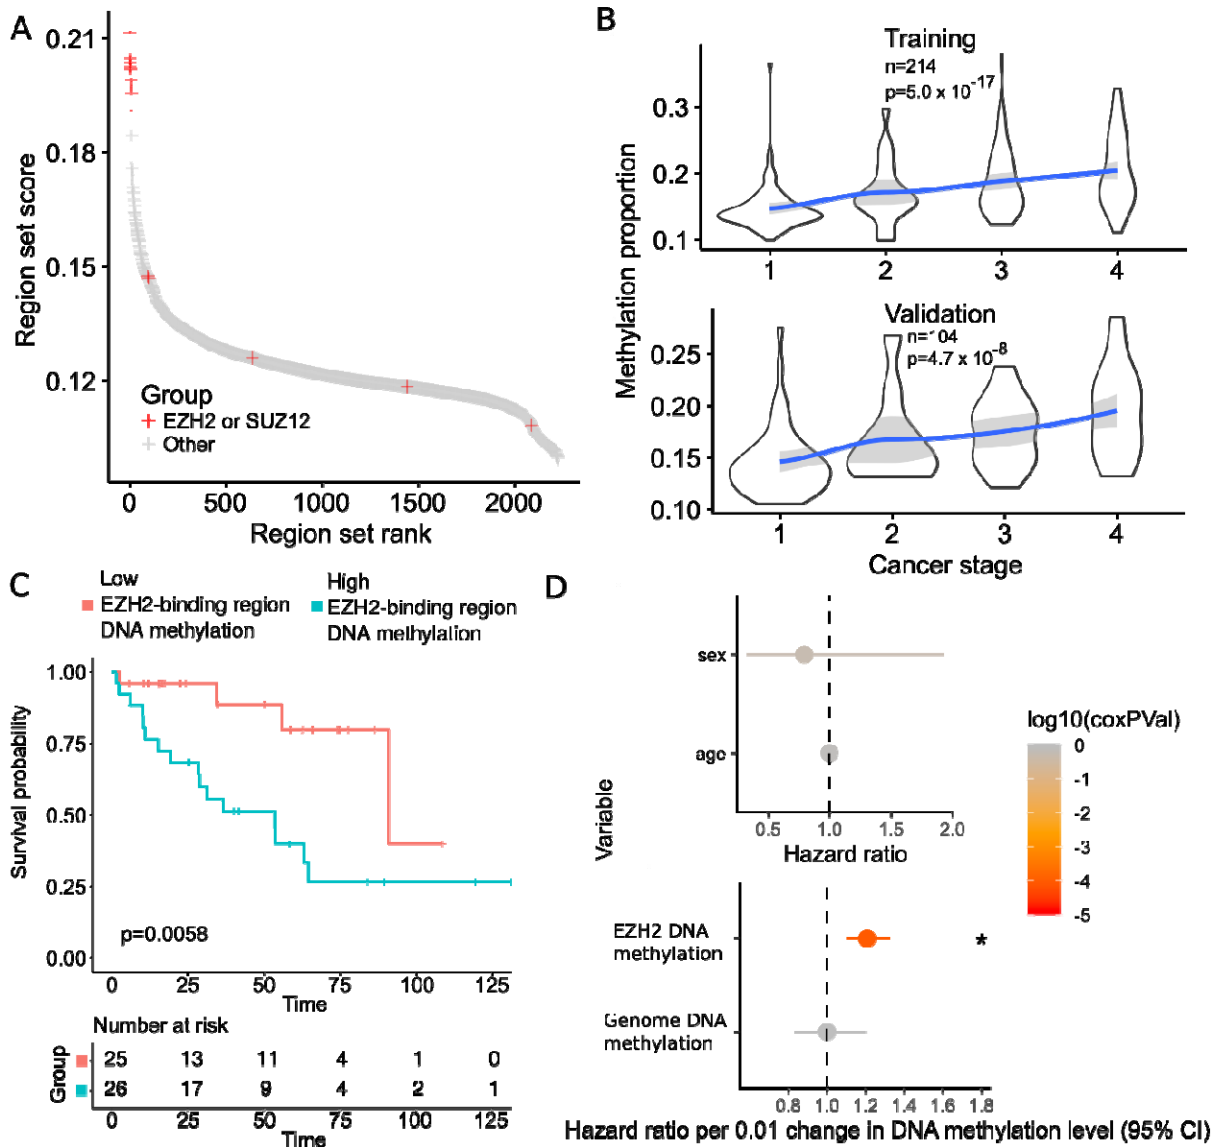 A
0.21
0.18
0.15
0.12
Region set score
Group
EZH2 or SUZ12
Other
0 500 1000 1500 2000
Region set rank
B
Training
n=214
p=5.0 x 10^-17
0.3
0.2
0.1
1 2 3 4
Methylation proportion
Validation
p=4.7 x 10^-8
0.25
0.20
0.15
0.10
1 2 3 4
Cancer stage
C
Low
EZH2-binding region
DNA methylation
High
EZH2-binding region
DNA methylation
1.00
0.75
0.50
0.25
0.00
Survival probability
p=0.0058
0 25 50 75 100 125
Time
Number at risk
Group
25 13 11 4 1 0
26 17 9 4 2 1
0 25 50 75 100 125
Time
D
sex
age
0.5 1.0 1.5 2.0
Hazard ratio
Variable
log10(coxPVal)
0
-1
-2
-3
-4
-5
EZH2 DNA
methylation
*
Genome DNA
methylation
0.8 1.0 1.2 1.4 1.6 1.8
Hazard ratio per 0.01 change in DNA methylation level (95% CI)